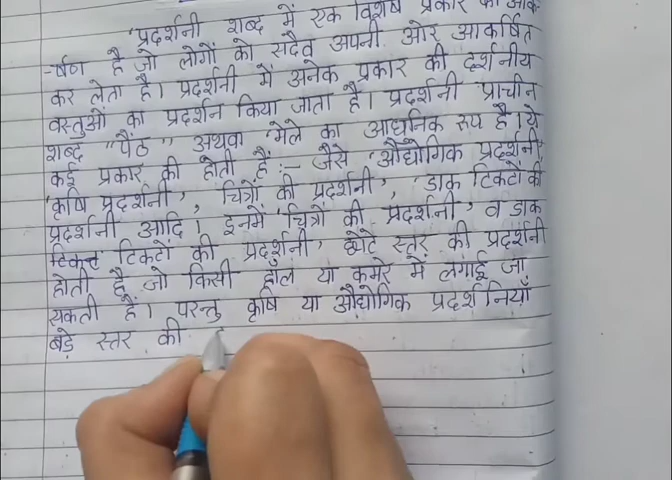 'प्रदर्शनी शब्द में एक विशेष प्रकार का आक
-र्षण है जो लोगों को सदैव अपनी ओर आकर्षित
कर लेता है। प्रदर्शनी में अनेक प्रकार की दर्शनीय
वस्तुओं का प्रदर्शन किया जाता है। प्रदर्शनी प्राचीन
शब्द "पैंठ" अथवा 'मेले का आधुनिक रूप है। ये
कई प्रकार की होती हैं:- जैसे 'औद्योगिक प्रदर्शनी'
'कृषि प्रदर्शनी', 'चित्रों की प्रदर्शनी', 'डाक टिकटों की
प्रदर्शनी आदि। इनमें 'चित्रों की प्रदर्शनी' व डाक
टिकटों की प्रदर्शनी' छोटे स्तर की प्रदर्शनी
होती है जो किसी हाल या कमरे में लगाई जा
सकती हैं। परन्तु कृषि या औद्योगिक प्रदर्शनियाँ
बड़े स्तर की